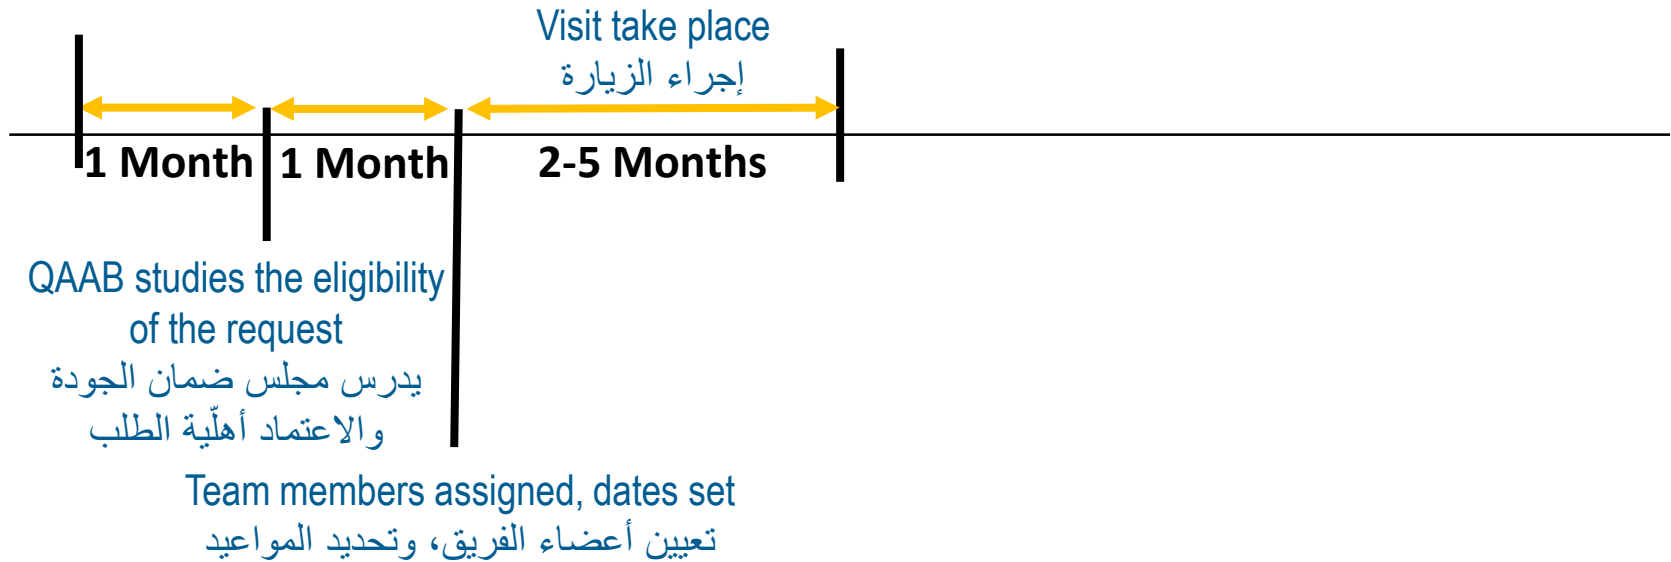 Visit take place
إجراء الزيارة
1 Month
1 Month
2-5 Months
QAAB studies the eligibility
of the request
يدرس مجلس ضمان الجودة
والاعتماد أهلّية الطلب
Team members assigned, dates set
تعيين أعضاء الفريق، وتحديد المواعيد